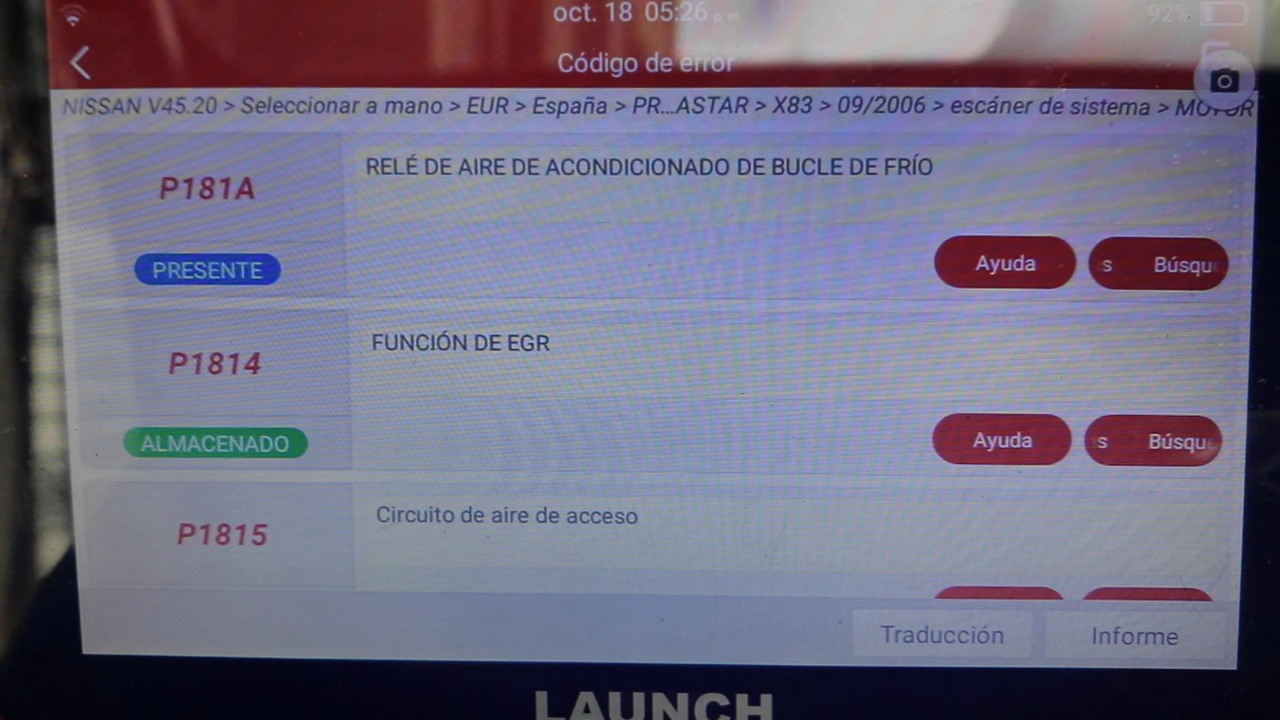 oct. 18 05:26 p. m.
92%
Código de error
NISSAN V45.20 > Seleccionar a mano > EUR > España > PR...ASTAR > X83 > 09/2006 > escáner de sistema > MOTOR
P181A
RELÉ DE AIRE DE ACONDICIONADO DE BUCLE DE FRÍO
PRESENTE
Ayuda
s Búsqu
P1814
FUNCIÓN DE EGR
ALMACENADO
Ayuda
s Búsque
P1815
Circuito de aire de acceso
Traducción
Informe
LAUNCH